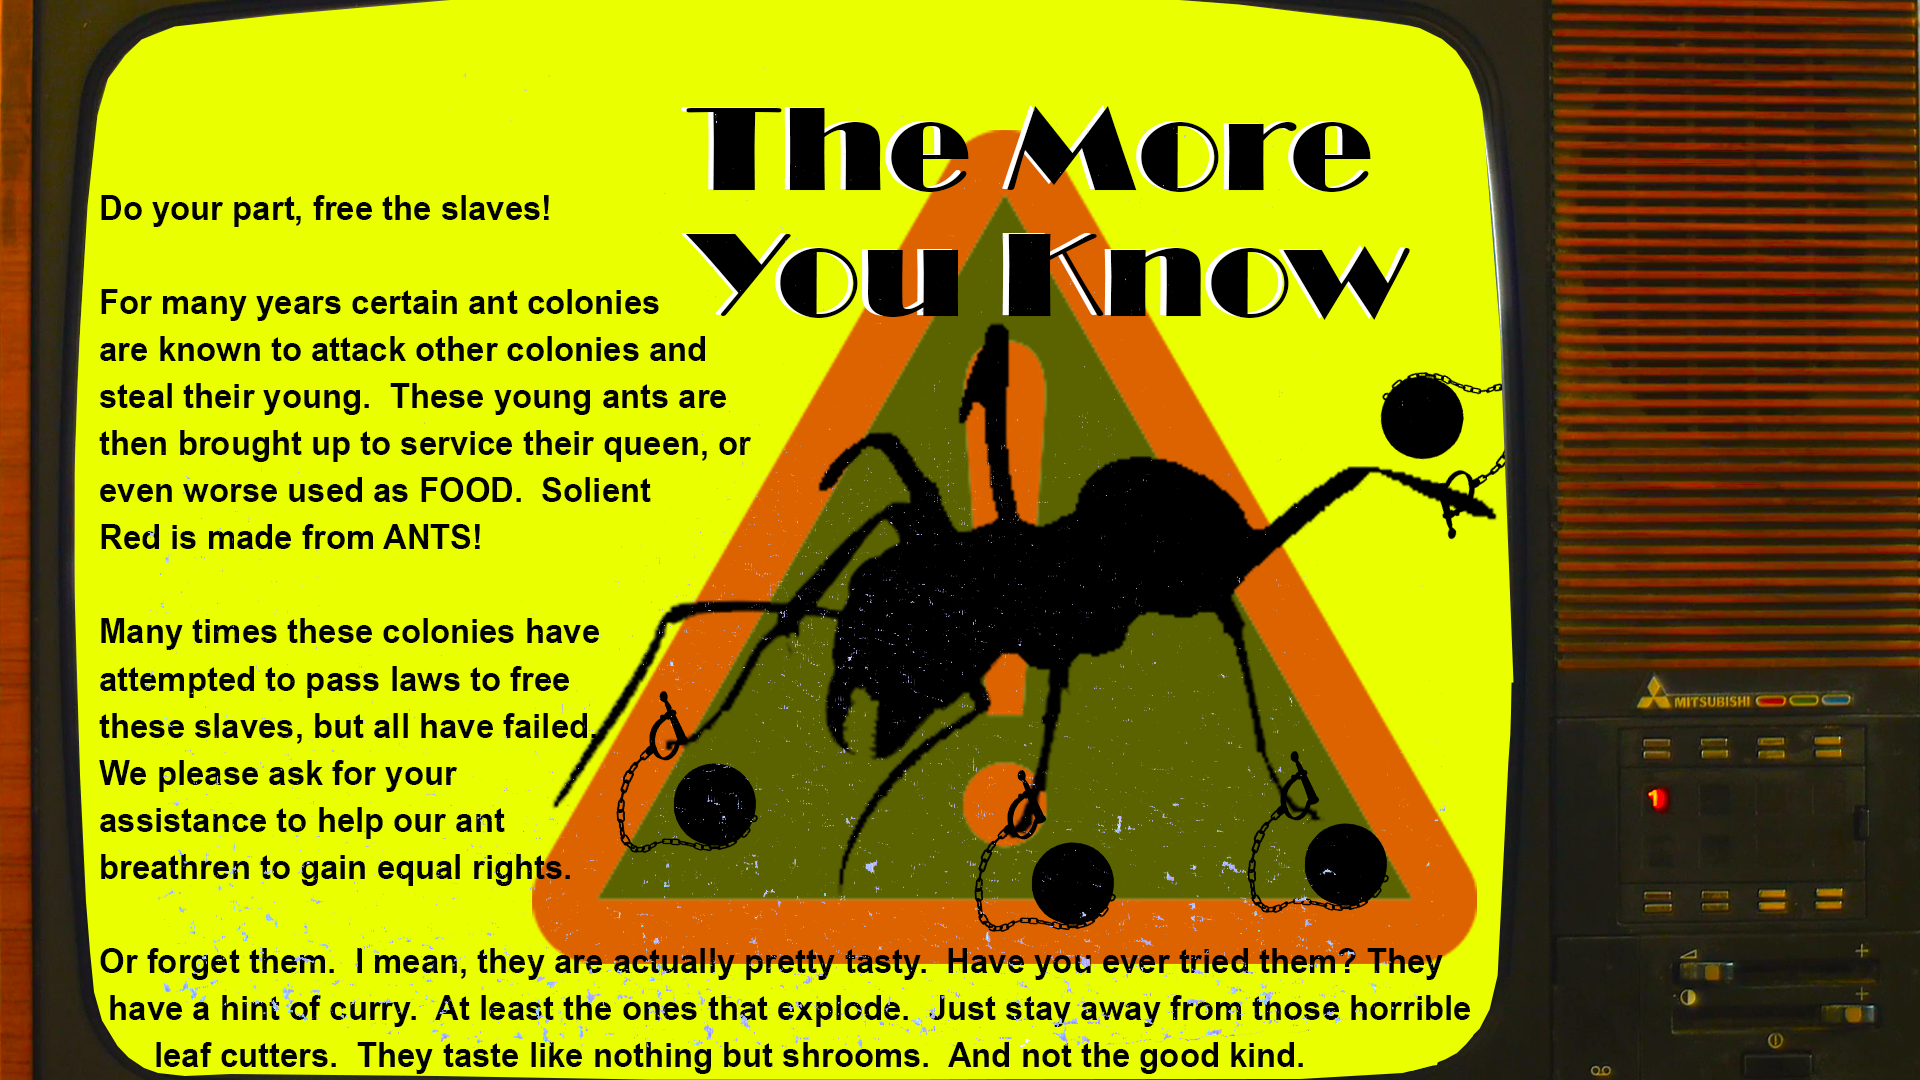 The More
You Know
Do your part, free the slaves!
For many years certain ant colonies
are known to attack other colonies and
steal their young.  These young ants are
then brought up to service their queen, or
even worse used as FOOD.  Solient
Red is made from ANTS!
Many times these colonies have
attempted to pass laws to free
these slaves, but all have failed.
We please ask for your
assistance to help our ant
breathren to gain equal rights.
Or forget them.  I mean, they are actually pretty tasty.  Have you ever tried them? They
have a hint of curry.  At least the ones that explode.  Just stay away from those horrible
leaf cutters.  They taste like nothing but shrooms.  And not the good kind.
MITSUBISHI
1